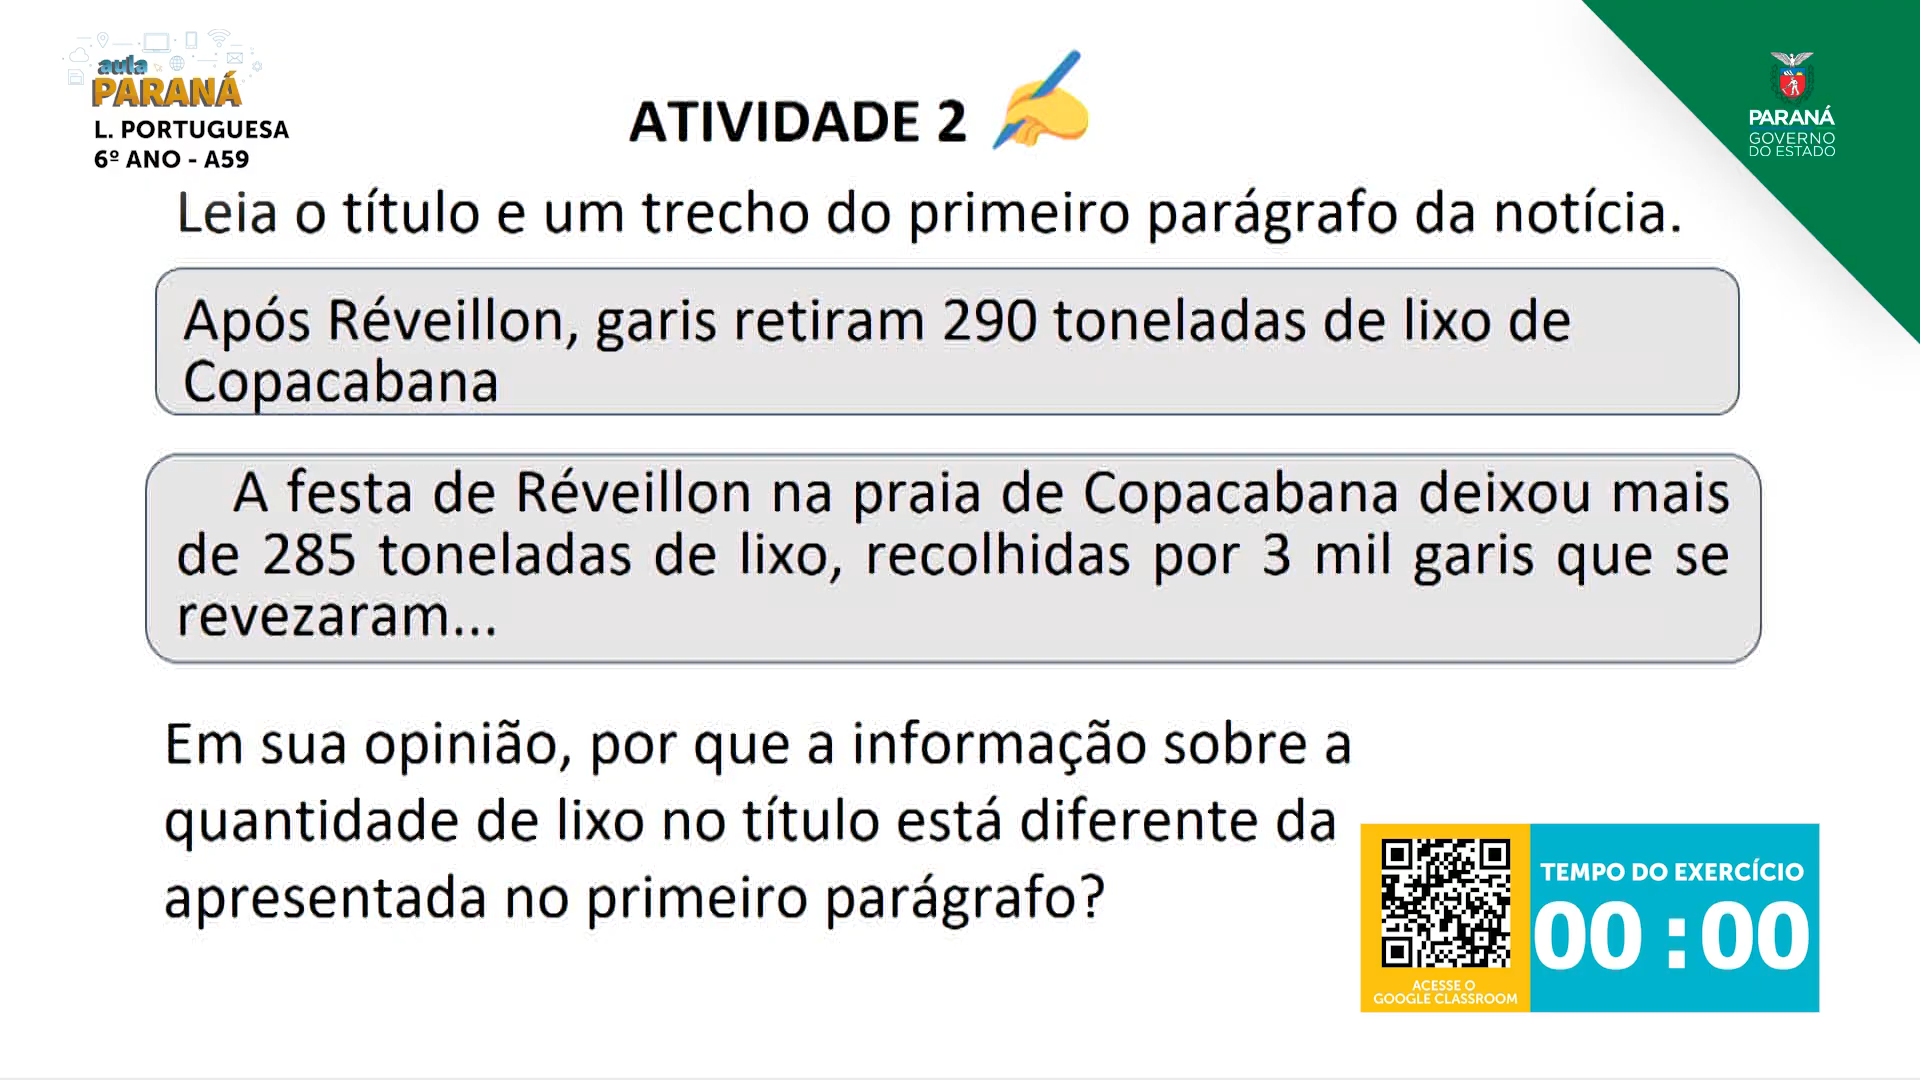 aula
PARANÁ
L. PORTUGUESA
6º ANO - A59
ATIVIDADE 2
PARANÁ
GOVERNO
DO ESTADO
Leia o título e um trecho do primeiro parágrafo da notícia.
Após Réveillon, garis retiram 290 toneladas de lixo de
Copacabana
A festa de Réveillon na praia de Copacabana deixou mais
de 285 toneladas de lixo, recolhidas por 3 mil garis que se
revezaram...
Em sua opinião, por que a informação sobre a
quantidade de lixo no título está diferente da
apresentada no primeiro parágrafo?
TEMPO DO EXERCÍCIO
00:00
ACESSE O
GOOGLE CLASSROOM